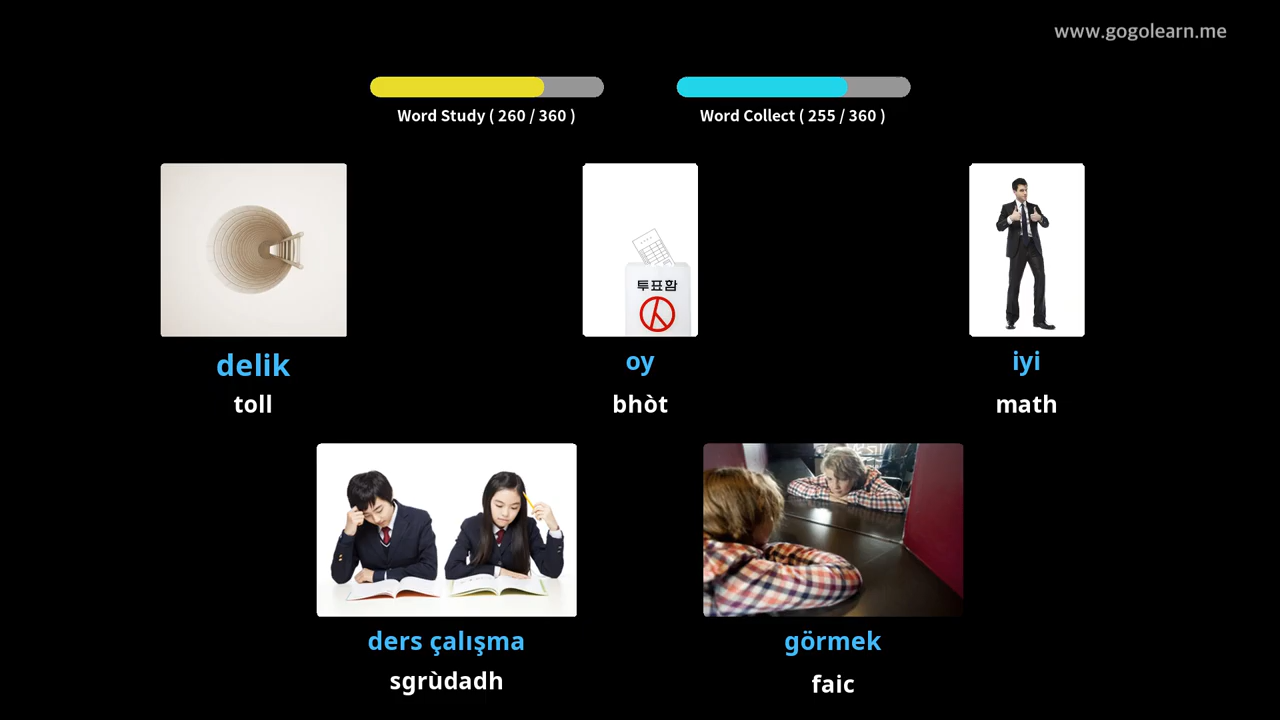 www.gogolearn.me
Word Study ( 260 / 360 )
Word Collect ( 255 / 360 )
투표함
delik
oy
iyi
toll
bhòt
math
ders çalışma
görmek
sgrùdadh
faic